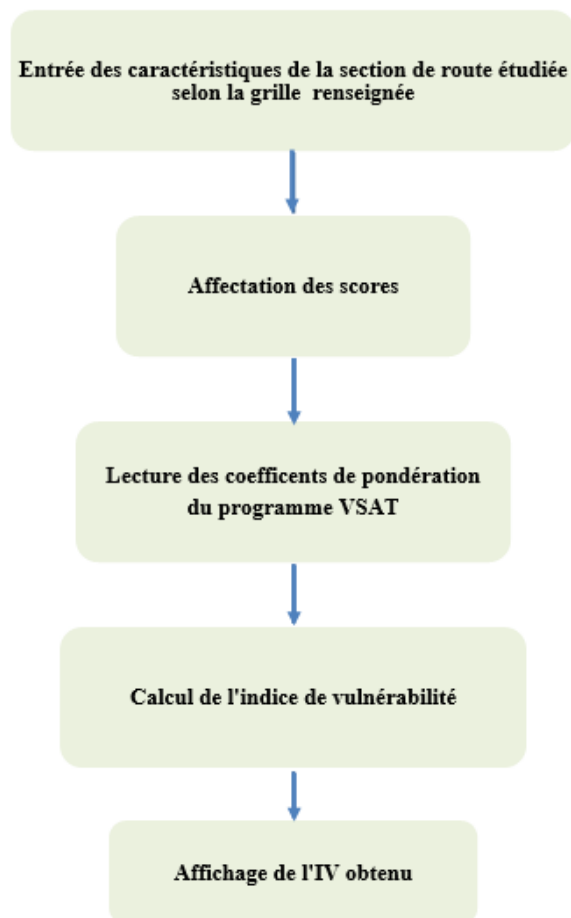 Entrée des caractéristiques de la section de route étudiée
selon la grille renseignée
Affectation des scores
Lecture des coefficents de pondération
du programme VSAT
Calcul de l'indice de vulnérabilité
Affichage de l'IV obtenu